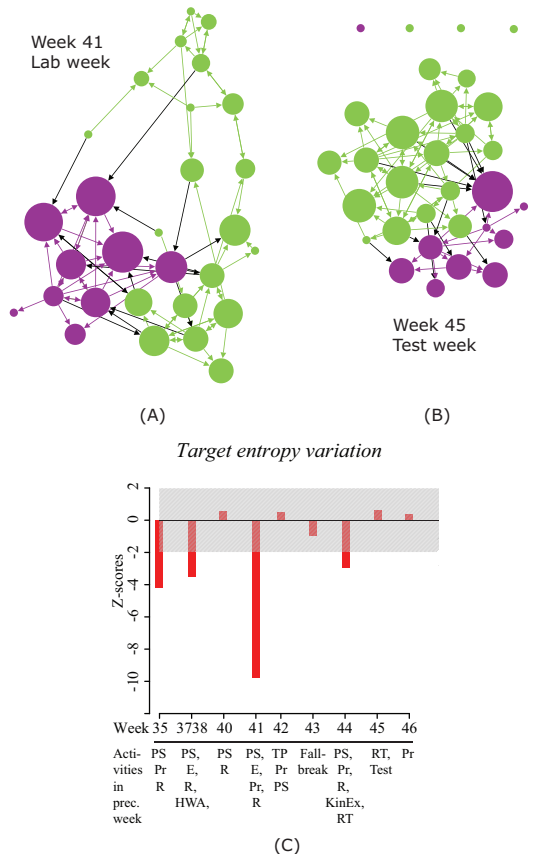 Week 41
Lab week
Week 45
Test week
(A)
(B)
Target entropy variation
Z-scores
2
0
-2
-4
-6
-8
-10
Week 35 3738 40 41 42 43 44 45 46
Acti- PS PS, PS PS, TP Fall- PS, RT, Pr
vities Pr E, R E, Pr break Pr, Test
in R R, Pr, PS R,
prec. HWA, R KinEx,
week RT
(C)